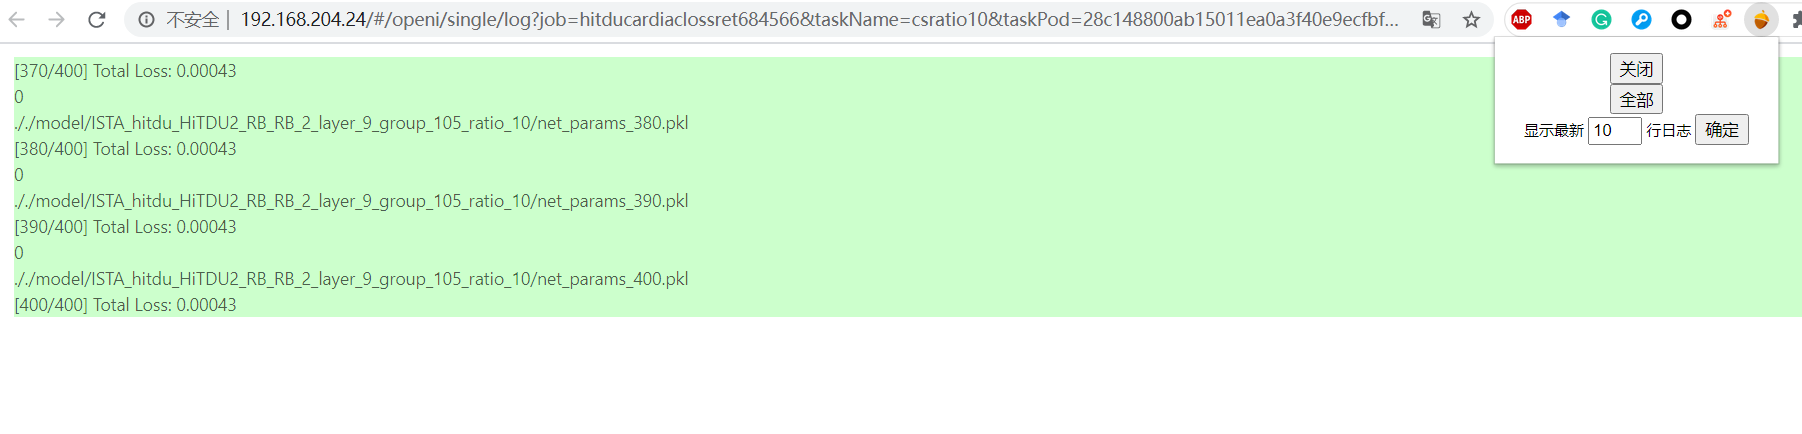 不安全 | 192.168.204.24/#/openi/single/log?job=hitducardiaclossret684566&taskName=csratio10&taskPod=28c148800ab15011ea0a3f40e9ecfbf...
ABP
关闭
全部
显示最新 10 行日志 确定
[370/400] Total Loss: 0.00043
0
././model/ISTA_hitdu_HiTDU2_RB_RB_2_layer_9_group_105_ratio_10/net_params_380.pkl
[380/400] Total Loss: 0.00043
0
././model/ISTA_hitdu_HiTDU2_RB_RB_2_layer_9_group_105_ratio_10/net_params_390.pkl
[390/400] Total Loss: 0.00043
0
././model/ISTA_hitdu_HiTDU2_RB_RB_2_layer_9_group_105_ratio_10/net_params_400.pkl
[400/400] Total Loss: 0.00043